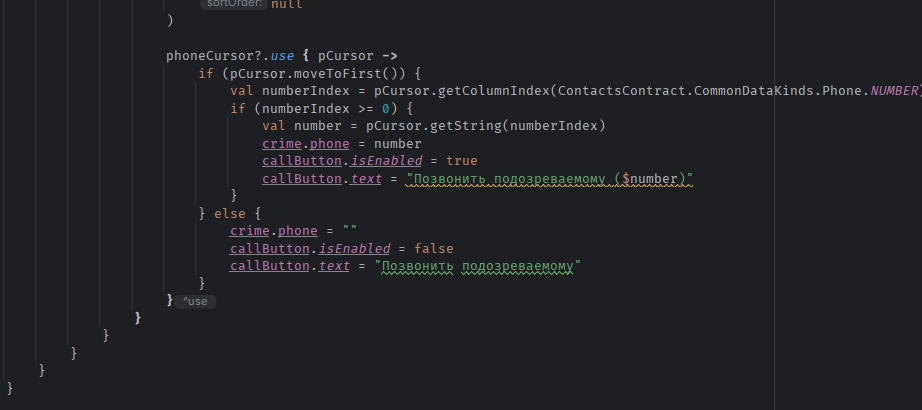 sortOrder: null
)
phoneCursor?.use { pCursor ->
if (pCursor.moveToFirst()) {
val numberIndex = pCursor.getColumnIndex(ContactsContract.CommonDataKinds.Phone.NUMBER)
if (numberIndex >= 0) {
val number = pCursor.getString(numberIndex)
crime.phone = number
callButton.isEnabled = true
callButton.text = "Позвонить подозреваемому ($number)"
}
} else {
crime.phone = ""
callButton.isEnabled = false
callButton.text = "Позвонить подозреваемому"
}
} ^use
}
}
}
}
}